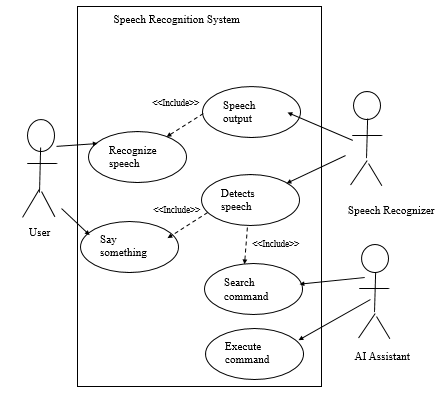 Speech Recognition System
<<Include>>
Speech
output
Recognize
speech
User
<<Include>>
Detects
speech
Speech Recognizer
Say
something
<<Include>>
Search
command
Execute
command
AI Assistant